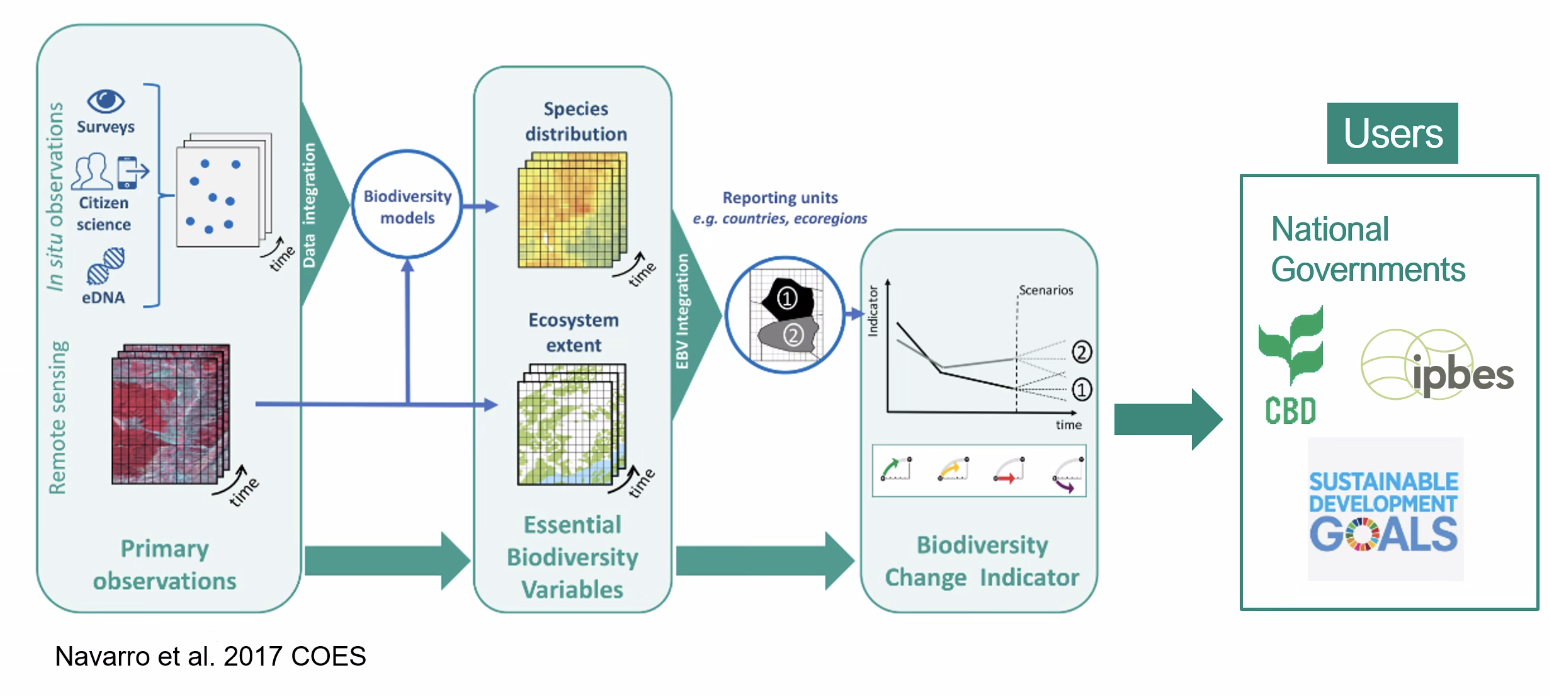 In situ observations
Surveys
Citizen
science
eDNA
time
Data integration
Remote sensing
time
Primary
observations
Biodiversity
models
Species
distribution
time
Ecosystem
extent
time
Essential
Biodiversity
Variables
EBV Integration
Reporting units
e.g. countries, ecoregions
1
2
Indicator
Scenarios
2
1
time
Biodiversity
Change Indicator
Users
National
Governments
CBD
ipbes
SUSTAINABLE
DEVELOPMENT
GOALS
Navarro et al. 2017 COES